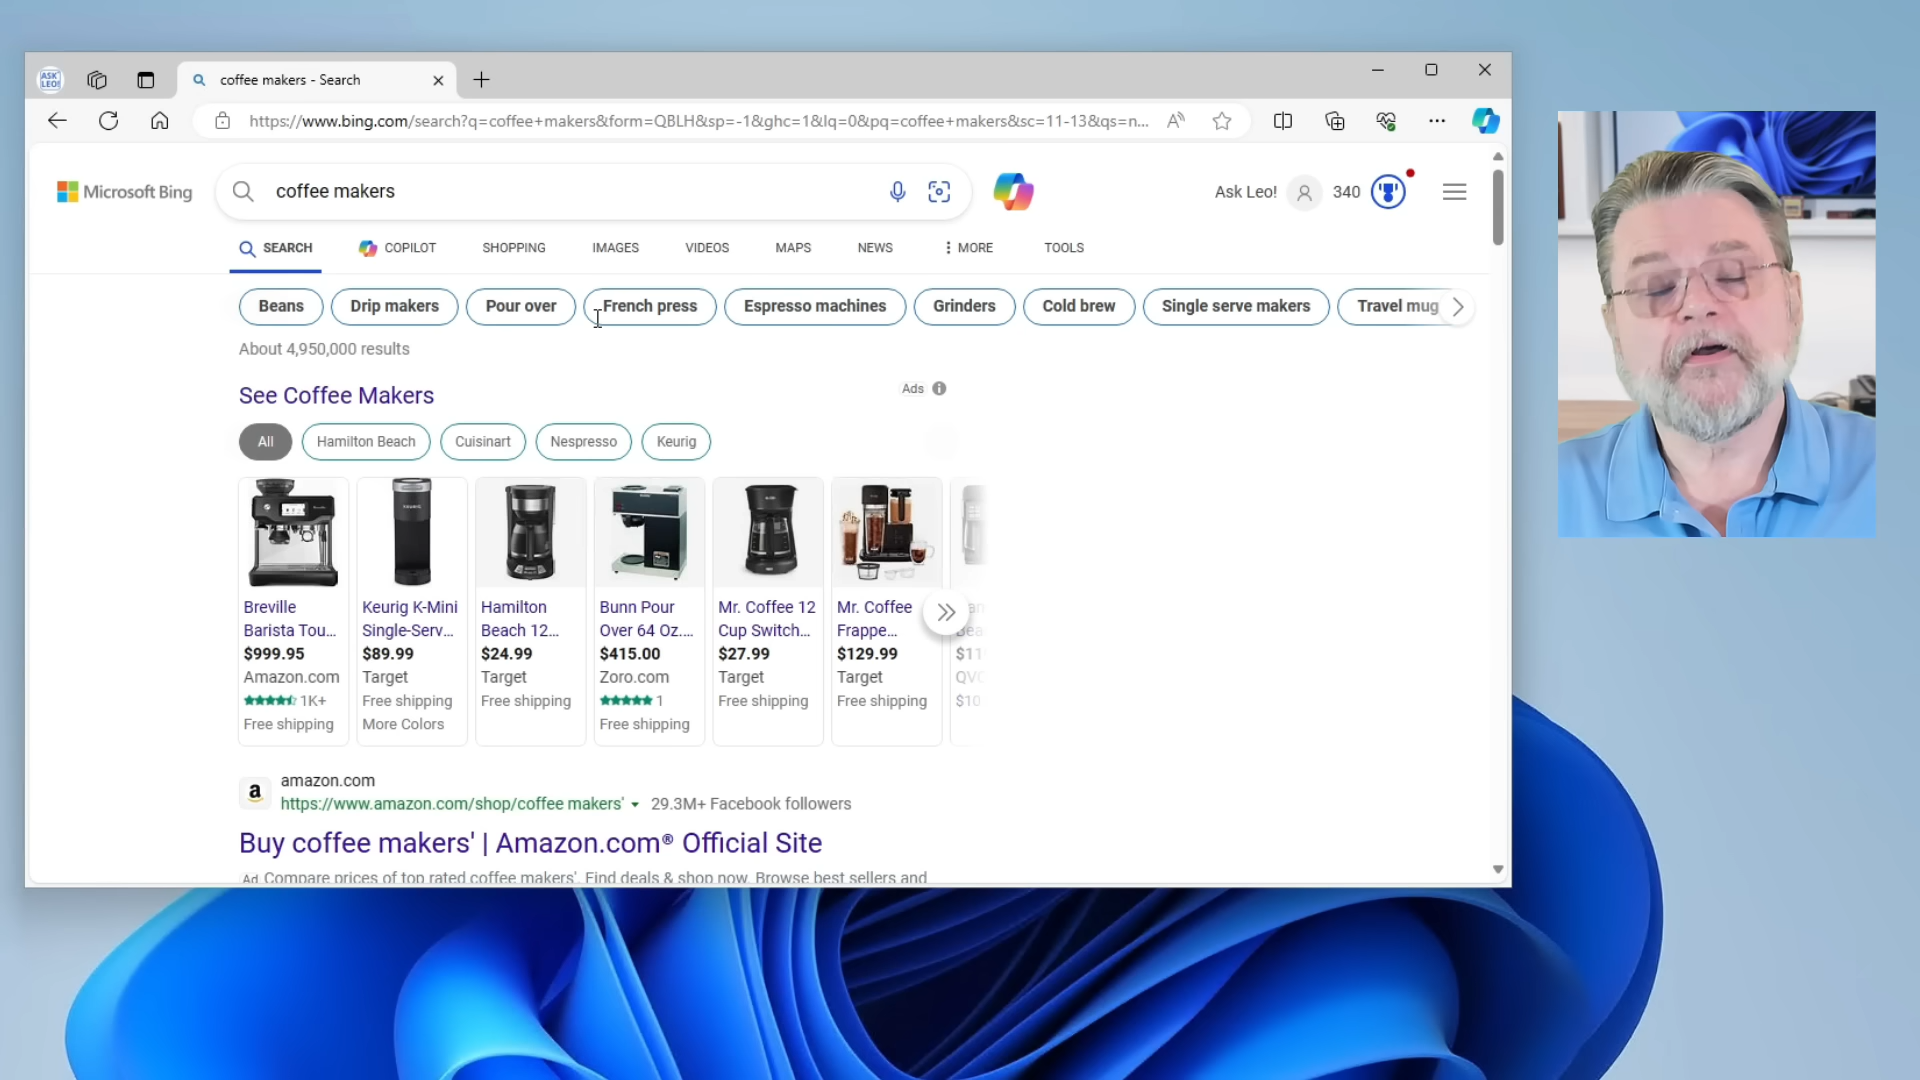 ASK LEO!
coffee makers - Search
https://www.bing.com/search?q=coffee+makers&form=QBLH&sp=-1&ghc=1&lq=0&pq=coffee+makers&sc=11-13&qs=n...
Microsoft Bing
coffee makers
Ask Leo!
340
SEARCH
COPILOT
SHOPPING
IMAGES
VIDEOS
MAPS
NEWS
MORE
TOOLS
Beans
Drip makers
Pour over
French press
Espresso machines
Grinders
Cold brew
Single serve makers
Travel mug
About 4,950,000 results
See Coffee Makers
Ads
All
Hamilton Beach
Cuisinart
Nespresso
Keurig
Breville
Barista Tou...
$999.95
Amazon.com
1K+
Free shipping
Keurig K-Mini
Single-Serv...
$89.99
Target
Free shipping
More Colors
Hamilton
Beach 12...
$24.99
Target
Free shipping
Bunn Pour
Over 64 Oz....
$415.00
Zoro.com
1
Free shipping
Mr. Coffee 12
Cup Switch...
$27.99
Target
Free shipping
Mr. Coffee
Frappe...
$129.99
Target
Free shipping
amazon.com
https://www.amazon.com/shop/coffee makers'
29.3M+ Facebook followers
Buy coffee makers' | Amazon.com® Official Site
Ad Compare prices of top rated coffee makers'. Find deals & shop now. Browse best sellers and